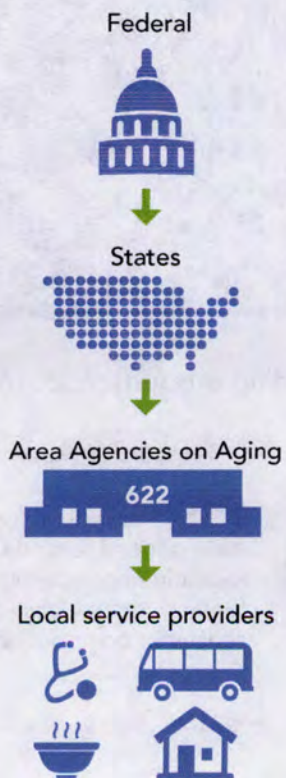 Federal
States
Area Agencies on Aging
622
Local service providers